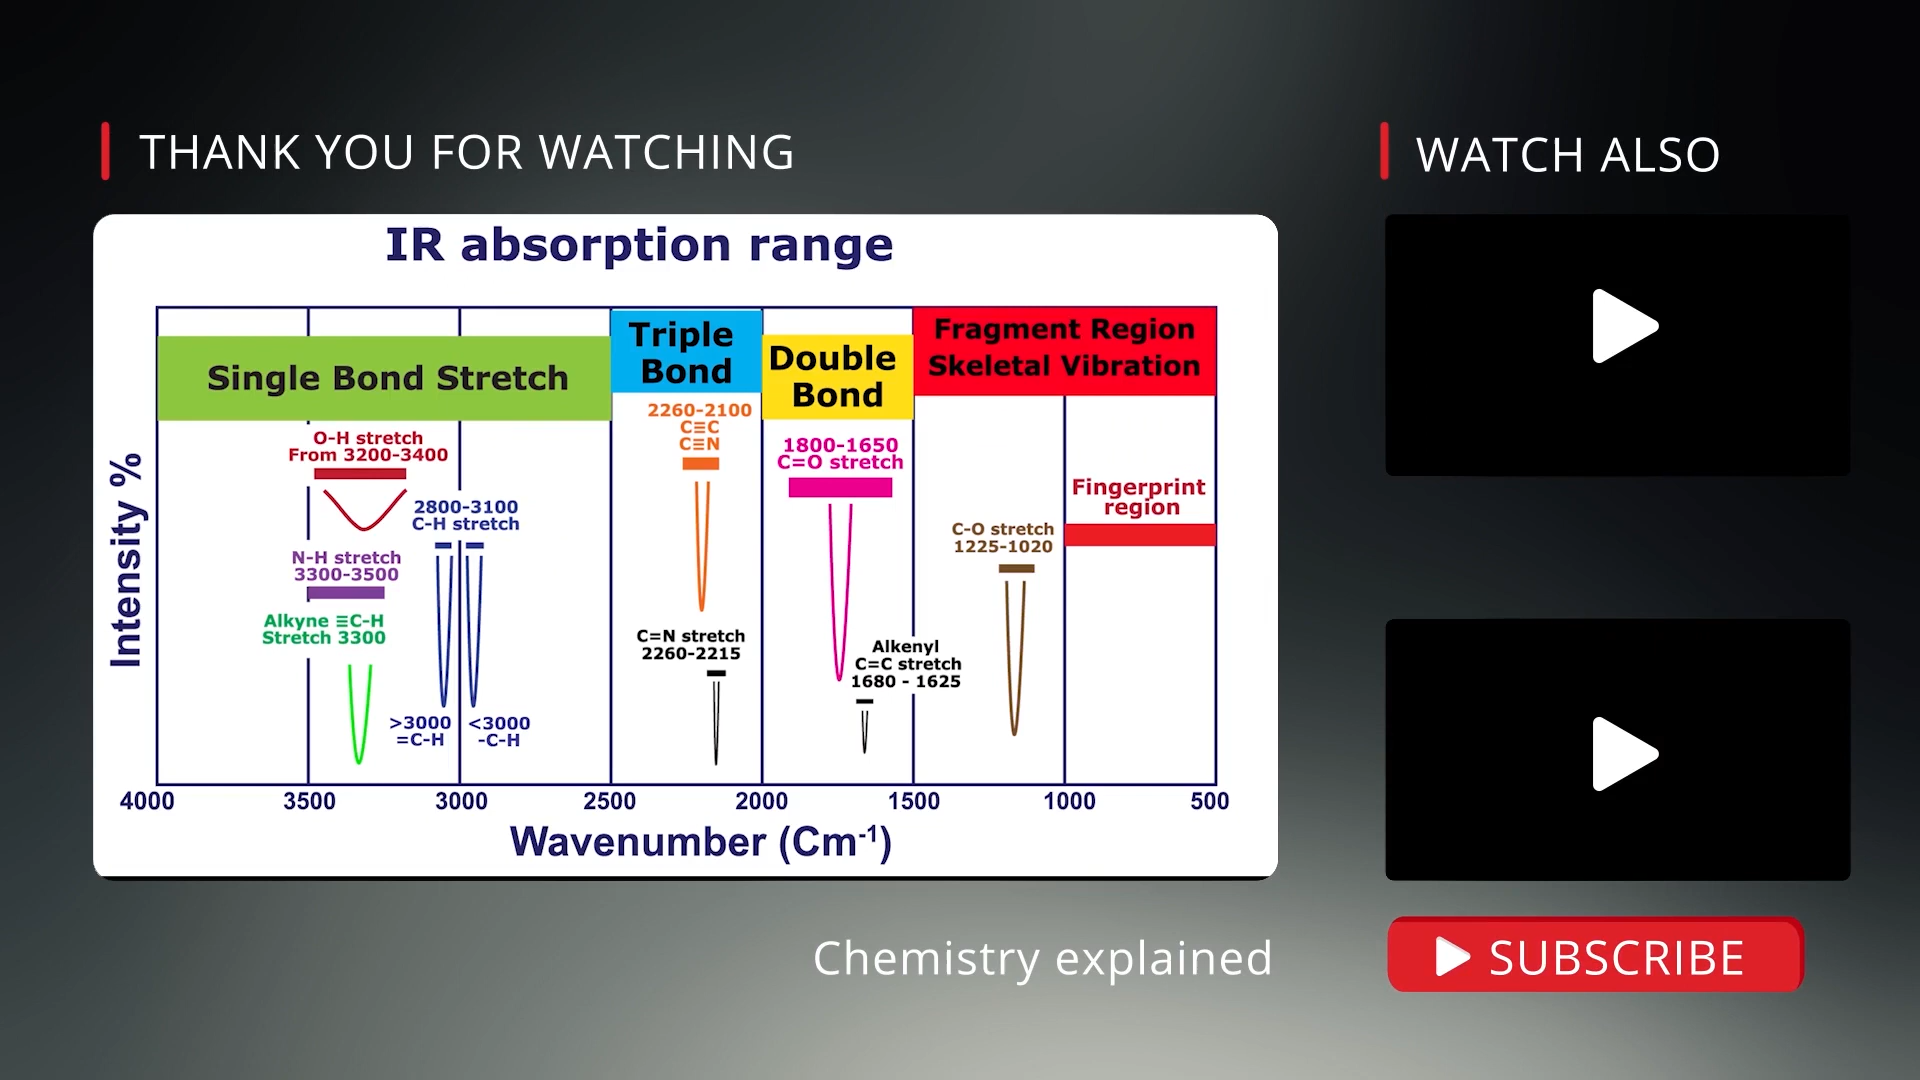 THANK YOU FOR WATCHING
WATCH ALSO
IR absorption range
Single Bond Stretch
Triple
Bond
Double
Bond
Fragment Region
Skeletal Vibration
O-H stretch
From 3200-3400
2800-3100
C-H stretch
N-H stretch
3300-3500
Alkyne ≡C-H
Stretch 3300
>3000
=C-H
<3000
-C-H
2260-2100
C≡C
C≡N
C=N stretch
2260-2215
1800-1650
C=O stretch
Alkenyl
C=C stretch
1680 - 1625
C-O stretch
1225-1020
Fingerprint
region
Intensity %
4000 3500 3000 2500 2000 1500 1000 500
Wavenumber (Cm⁻¹)
Chemistry explained
SUBSCRIBE